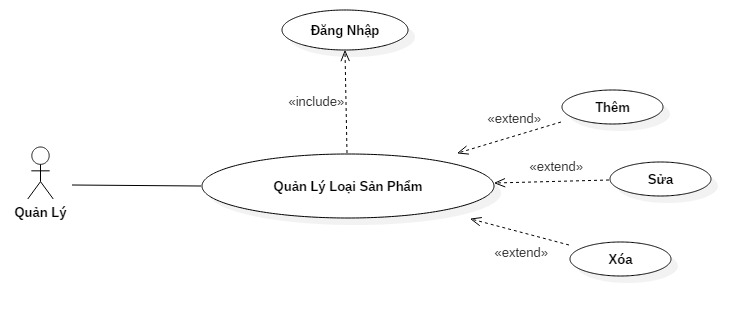 Đăng Nhập
«include»
Thêm
«extend»
«extend»
Sửa
Quản Lý Loại Sản Phẩm
Quản Lý
«extend»
Xóa